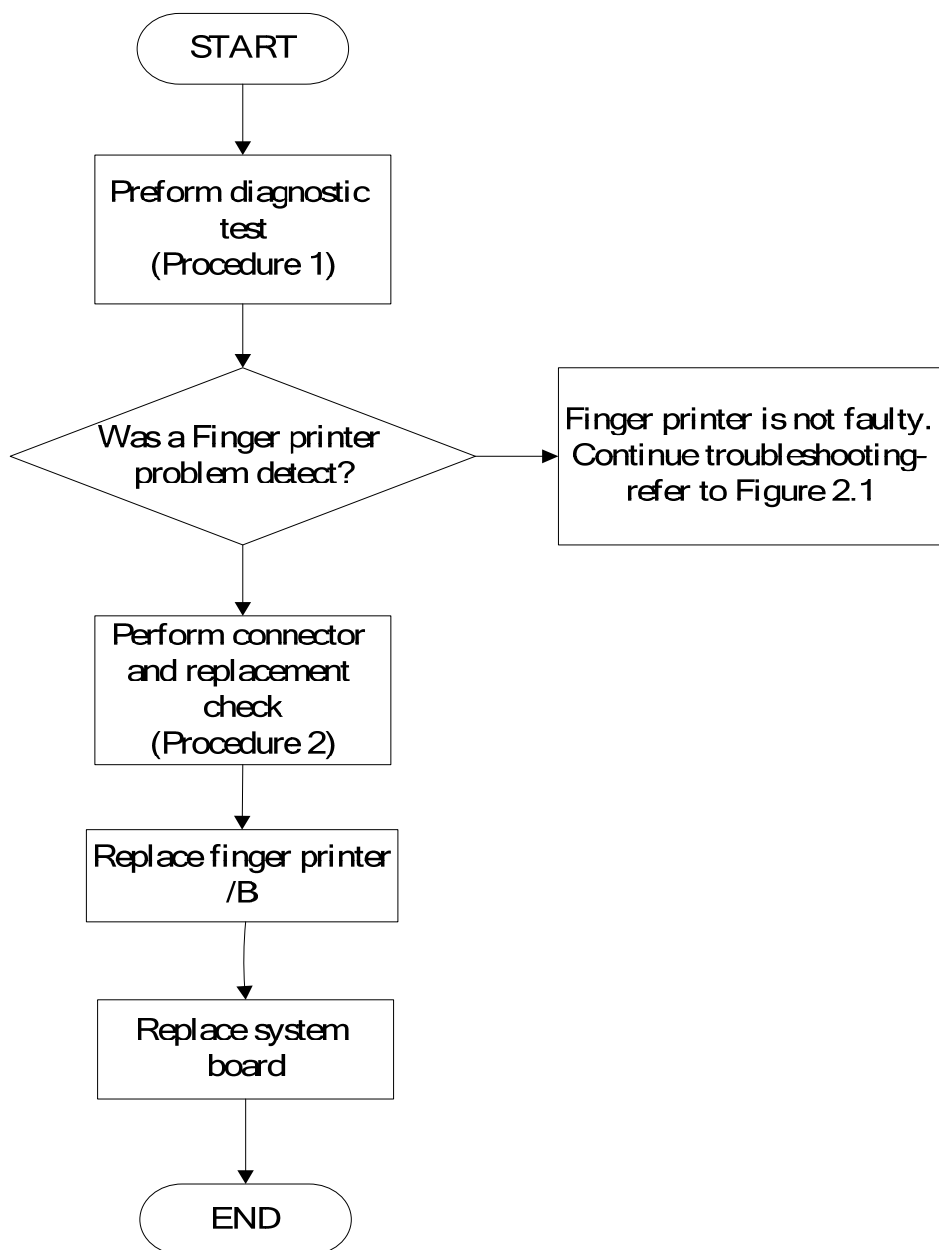 START
Preform diagnostic
test
(Procedure 1)
Was a Finger printer
problem detect?
Finger printer is not faulty.
Continue troubleshooting-
refer to Figure 2.1
Perform connector
and replacement
check
(Procedure 2)
Replace finger printer
/B
Replace system
board
END